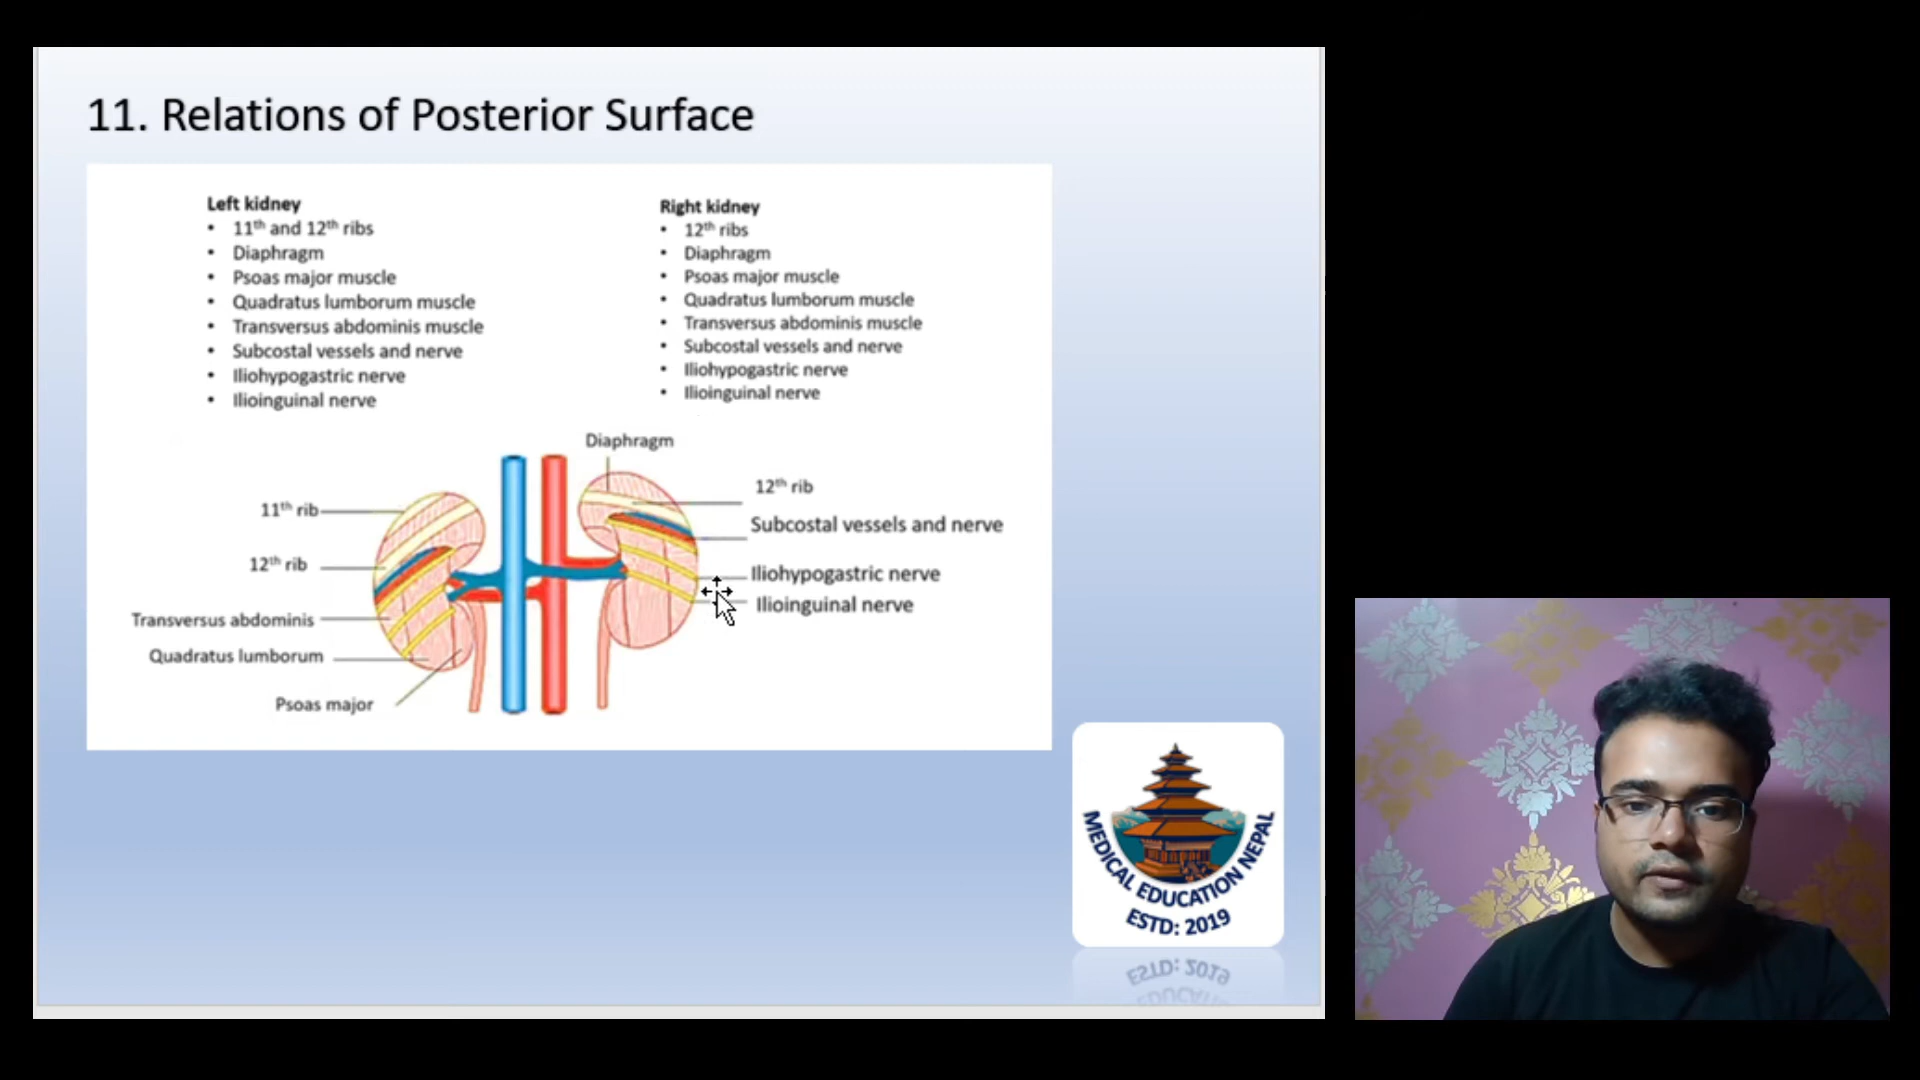 11. Relations of Posterior Surface
Left kidney
• 11th and 12th ribs
• Diaphragm
• Psoas major muscle
• Quadratus lumborum muscle
• Transversus abdominis muscle
• Subcostal vessels and nerve
• Iliohypogastric nerve
• Ilioinguinal nerve
Right kidney
• 12th ribs
• Diaphragm
• Psoas major muscle
• Quadratus lumborum muscle
• Transversus abdominis muscle
• Subcostal vessels and nerve
• Iliohypogastric nerve
• Ilioinguinal nerve
Diaphragm
11th rib
12th rib
Transversus abdominis
Quadratus lumborum
Psoas major
12th rib
Subcostal vessels and nerve
Iliohypogastric nerve
Ilioinguinal nerve
MEDICAL EDUCATION NEPAL
ESTD: 2019